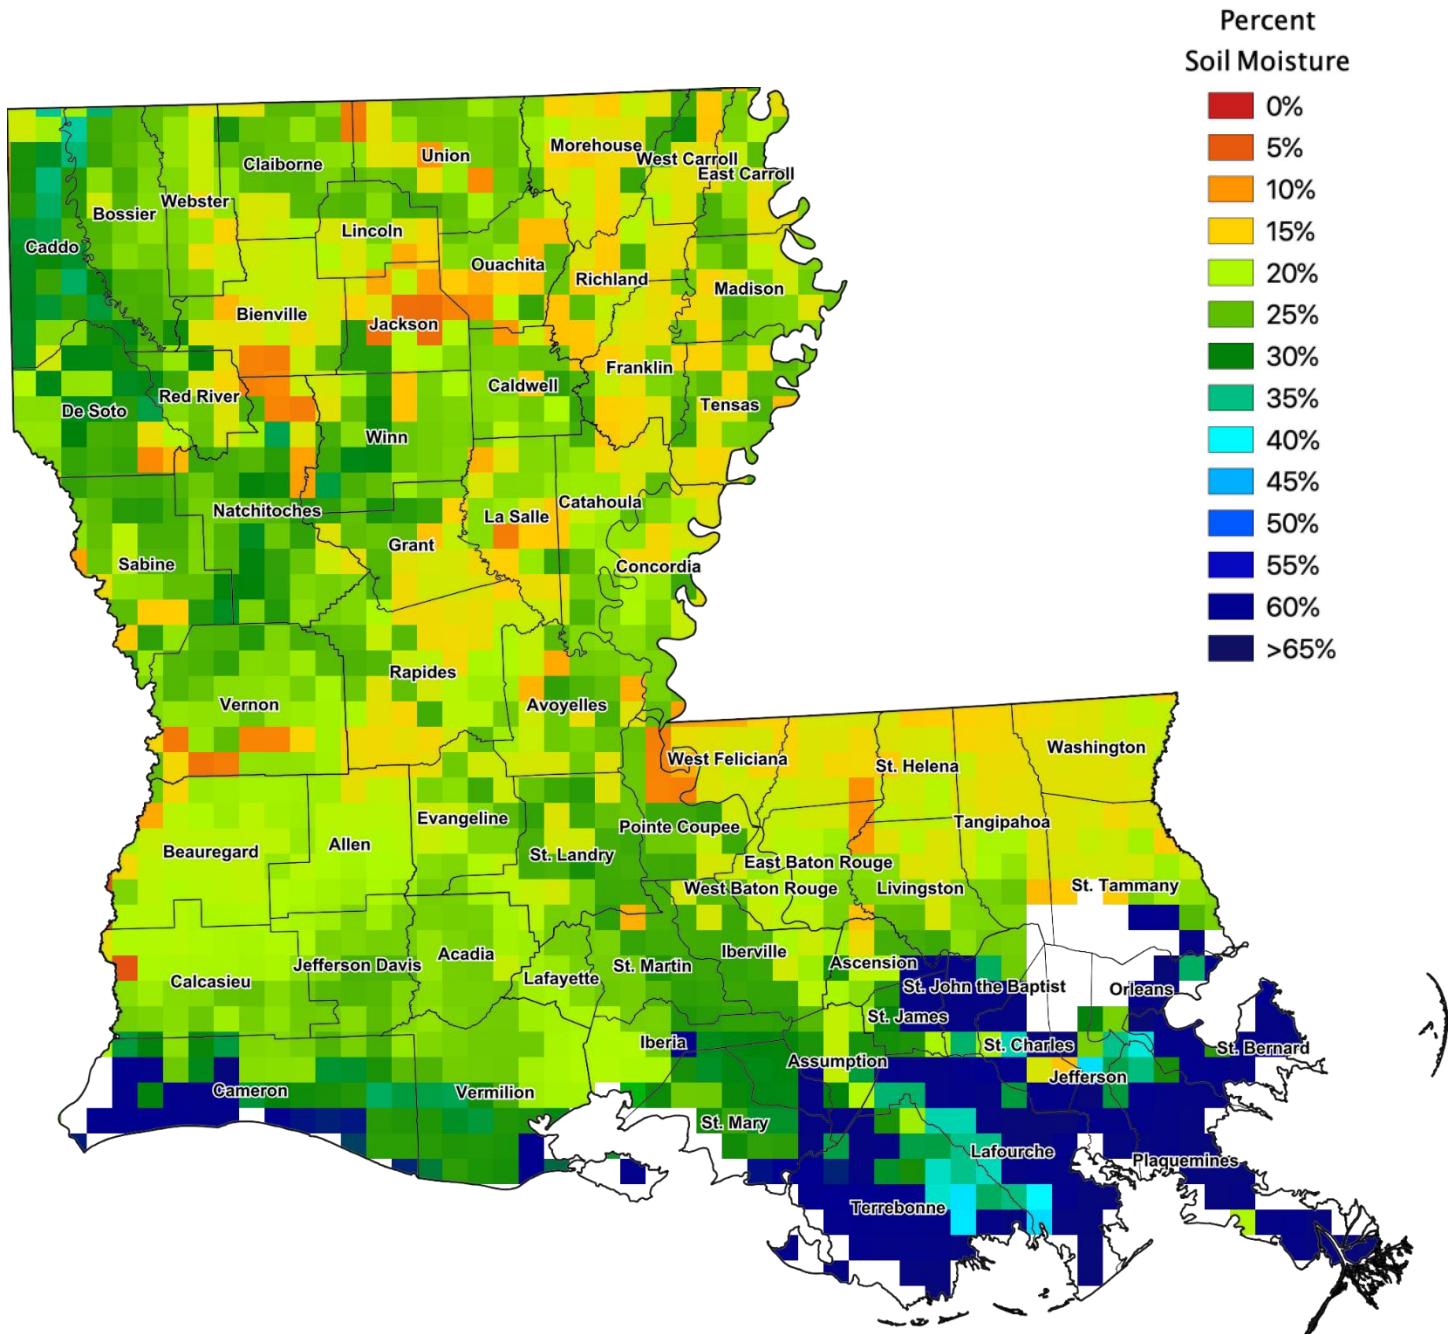 Percent
Soil Moisture
0%
5%
10%
15%
20%
25%
30%
35%
40%
45%
50%
55%
60%
>65%
Morehouse
Union
West Carroll
Claiborne
East Carroll
Webster
Bossier
Lincoln
Caddo
Ouachita
Richland
Madison
Bienville
Jackson
Franklin
Caldwell
Red River
Tensas
De Soto
Winn
Catahoula
Natchitoches
La Salle
Grant
Sabine
Concordia
Rapides
Vernon
Avoyelles
Washington
West Feliciana
St. Helena
Evangeline
Pointe Coupee
Tangipahoa
Allen
Beauregard
St. Landry
East Baton Rouge
West Baton Rouge
Livingston
St. Tammany
Acadia
Iberville
Jefferson Davis
St. Martin
Ascension
Lafayette
Calcasieu
St. John the Baptist
Orleans
St. James
Iberia
St. Charles
St. Bernard
Assumption
Jefferson
Cameron
Vermilion
St. Mary
Lafourche
Plaquemines
Terrebonne